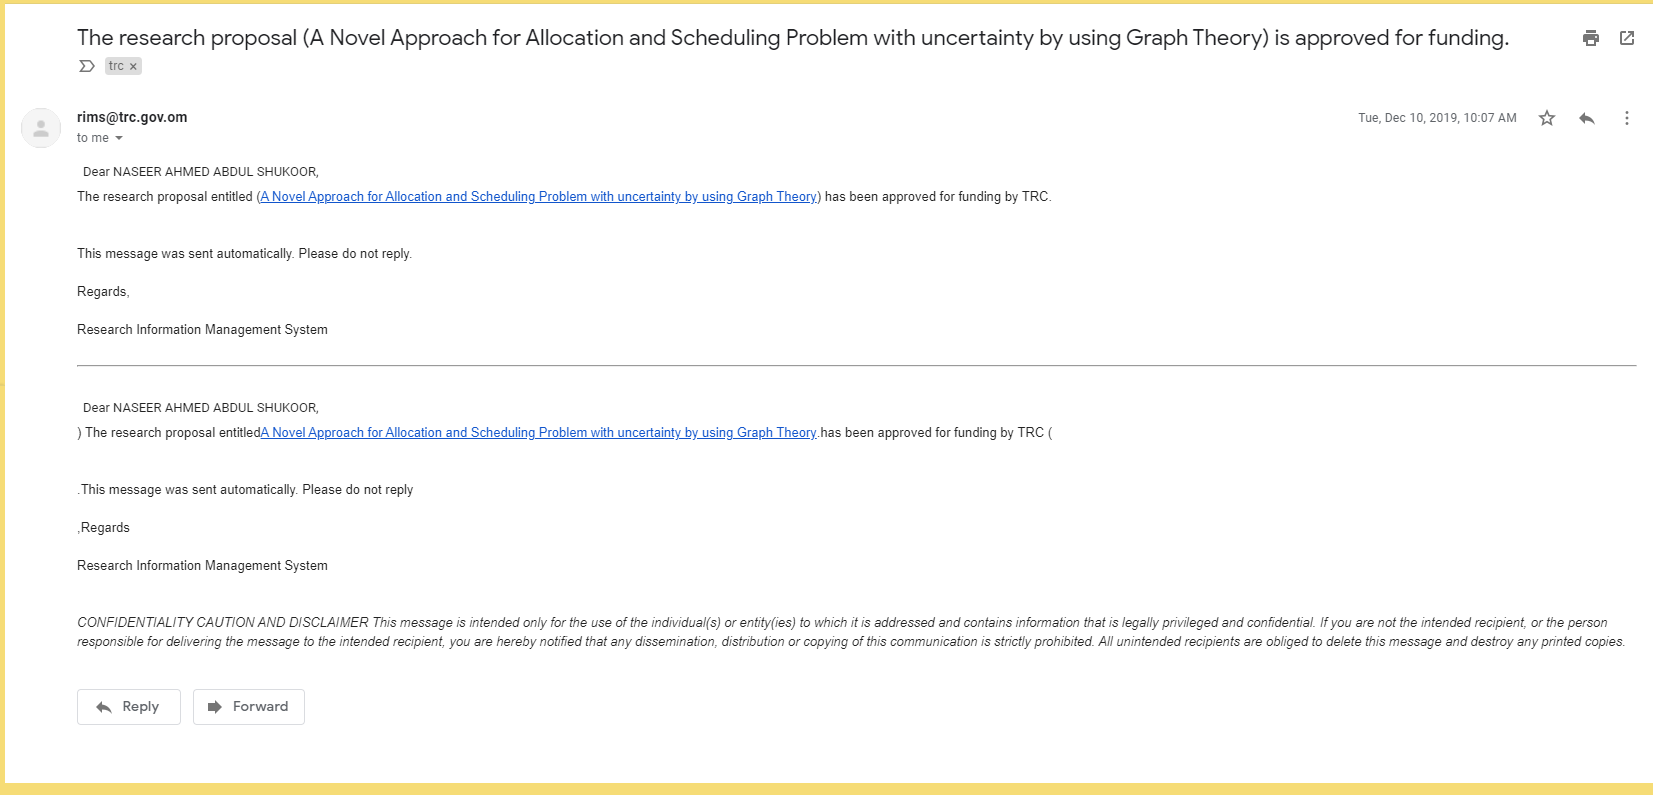 The research proposal (A Novel Approach for Allocation and Scheduling Problem with uncertainty by using Graph Theory) is approved for funding.
trc ×
rims@trc.gov.om
Tue, Dec 10, 2019, 10:07 AM
to me
Dear NASEER AHMED ABDUL SHUKOOR,
The research proposal entitled (A Novel Approach for Allocation and Scheduling Problem with uncertainty by using Graph Theory) has been approved for funding by TRC.
This message was sent automatically. Please do not reply.
Regards,
Research Information Management System
Dear NASEER AHMED ABDUL SHUKOOR,
) The research proposal entitledA Novel Approach for Allocation and Scheduling Problem with uncertainty by using Graph Theory.has been approved for funding by TRC (
.This message was sent automatically. Please do not reply
,Regards
Research Information Management System
CONFIDENTIALITY CAUTION AND DISCLAIMER This message is intended only for the use of the individual(s) or entity(ies) to which it is addressed and contains information that is legally privileged and confidential. If you are not the intended recipient, or the person
responsible for delivering the message to the intended recipient, you are hereby notified that any dissemination, distribution or copying of this communication is strictly prohibited. All unintended recipients are obliged to delete this message and destroy any printed copies.
Reply
Forward